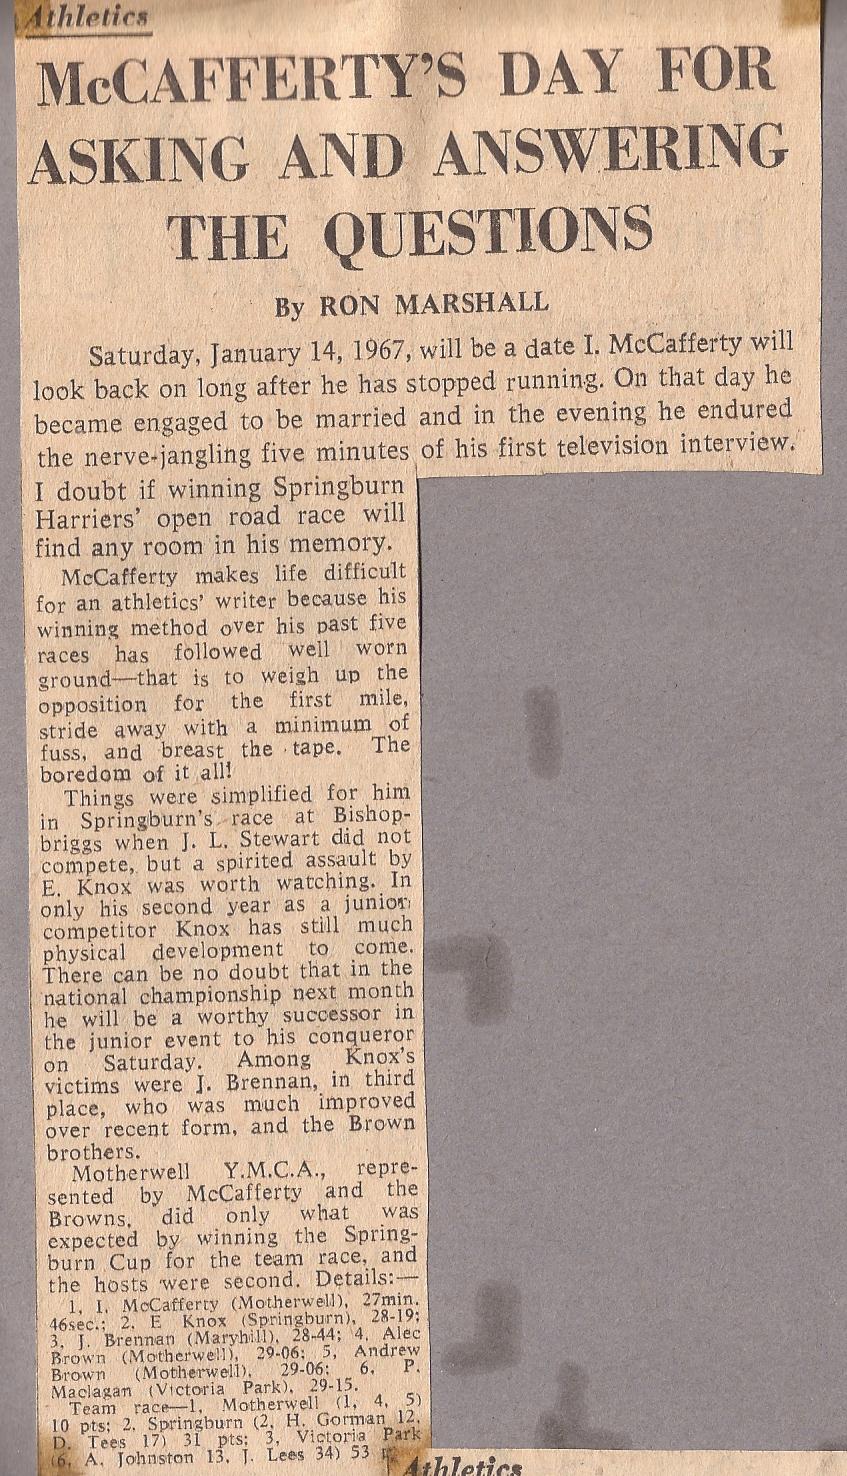 Athletics
McCAFFERTY'S DAY FOR
ASKING AND ANSWERING
THE QUESTIONS
By RON MARSHALL
Saturday, January 14, 1967, will be a date I. McCafferty will
look back on long after he has stopped running. On that day he
became engaged to be married and in the evening he endured
the nerve-jangling five minutes of his first television interview.
I doubt if winning Springburn
Harriers' open road race will
find any room in his memory.
McCafferty makes life difficult
for an athletics' writer because his
winning method over his past five
races has followed well worn
ground—that is to weigh up the
opposition for the first mile,
stride away with a minimum of
fuss, and breast the tape. The
boredom of it all!
Things were simplified for him
in Springburn's race at Bishop-
briggs when J. L. Stewart did not
compete, but a spirited assault by
E. Knox was worth watching. In
only his second year as a junior
competitor Knox has still much
physical development to come.
There can be no doubt that in the
national championship next month
he will be a worthy successor in
the junior event to his conqueror
on Saturday. Among Knox's
victims were J. Brennan, in third
place, who was much improved
over recent form, and the Brown
brothers.
Motherwell Y.M.C.A., repre-
sented by McCafferty and the
Browns, did only what was
expected by winning the Spring-
burn Cup for the team race, and
the hosts were second. Details:—
1, I. McCafferty (Motherwell), 27min.
46sec.; 2, E Knox (Springburn), 28-19;
3, J. Brennan (Maryhill), 28-44; 4, Alec
Brown (Motherwell), 29-06; 5, Andrew
Brown (Motherwell), 29-06; 6, P.
Maclagan (Victoria Park), 29-15.
Team race—1, Motherwell (1, 4, 5)
10 pts; 2, Springburn (2, H. Gorman 12,
D. Tees 17) 31 pts; 3, Victoria Park
(6, A. Johnston 13, J. Lees 34) 53
Athletics